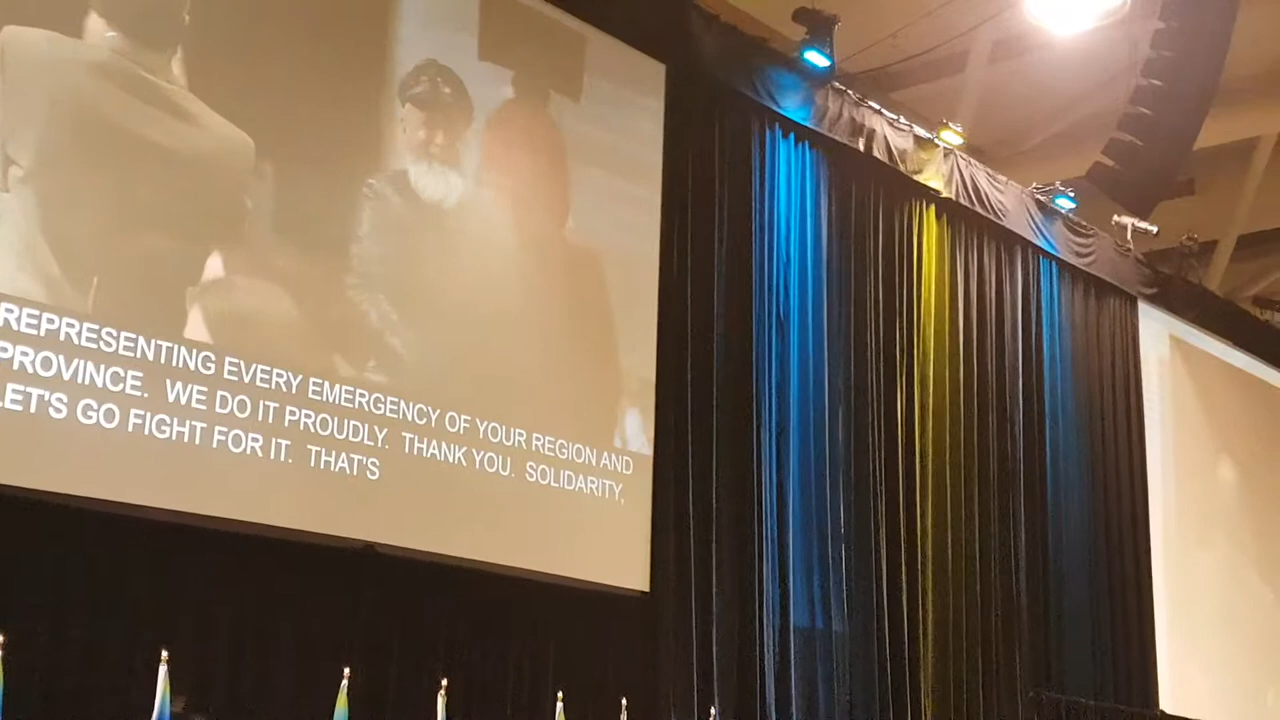 REPRESENTING EVERY EMERGENCY OF YOUR REGION AND
PROVINCE. WE DO IT PROUDLY. THANK YOU. SOLIDARITY,
LET'S GO FIGHT FOR IT. THAT'S